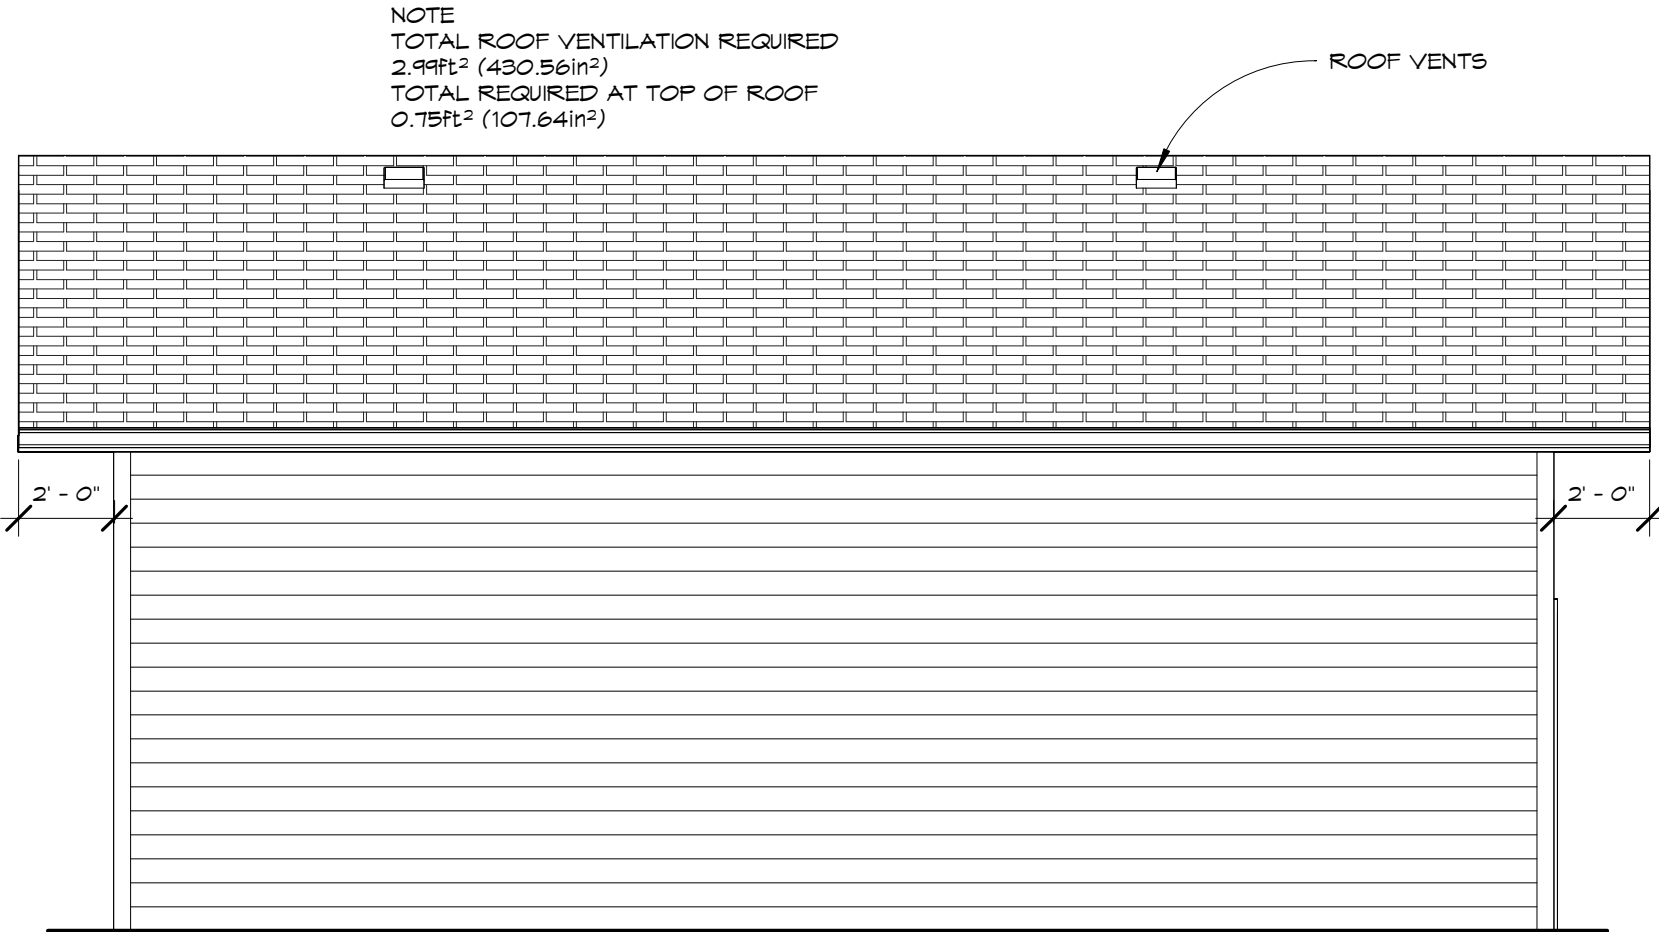 NOTE
TOTAL ROOF VENTILATION REQUIRED
2.99ft² (430.56in²)
TOTAL REQUIRED AT TOP OF ROOF
0.75ft² (107.64in²)
ROOF VENTS
2' - 0"
2' - 0"